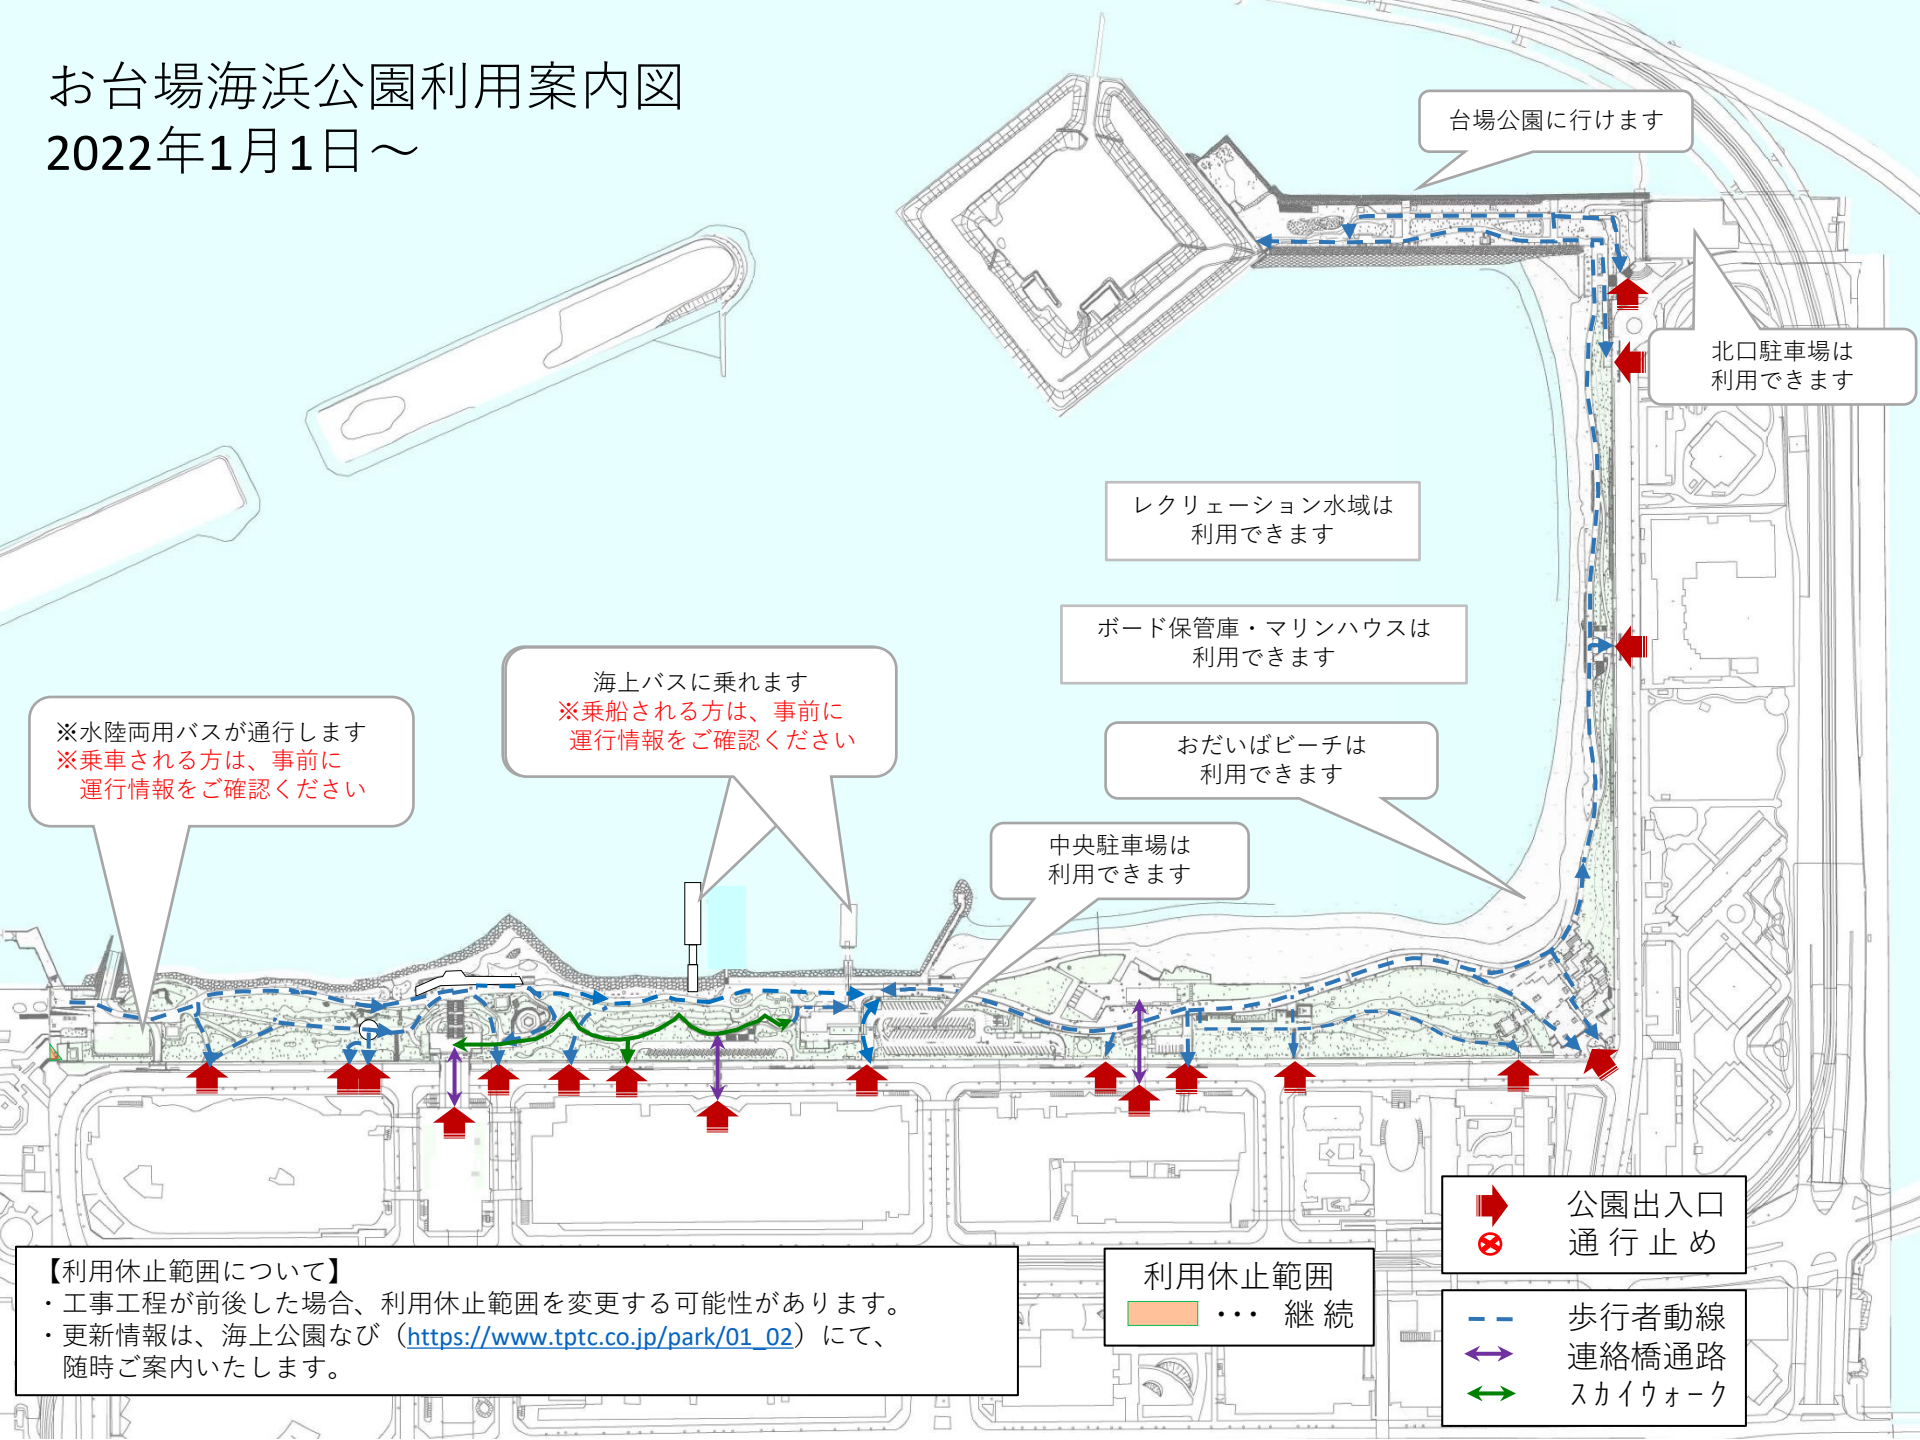 お台場海浜公園利用案内図
2022年1月1日～
台場公園に行けます
北口駐車場は
利用できます
レクリェーション水域は
利用できます
ボード保管庫・マリンハウスは
利用できます
海上バスに乗れます
※乗船される方は、事前に
運行情報をご確認ください
※水陸両用バスが通行します
※乗車される方は、事前に
運行情報をご確認ください
おだいばビーチは
利用できます
中央駐車場は
利用できます
【利用休止範囲について】
・工事工程が前後した場合、利用休止範囲を変更する可能性があります。
・更新情報は、海上公園なび（https://www.tptc.co.jp/park/01_02）にて、
随時ご案内いたします。
利用休止範囲
･･･ 継 続
公園出入口
通 行 止 め
歩行者動線
連絡橋通路
スカイウォーク